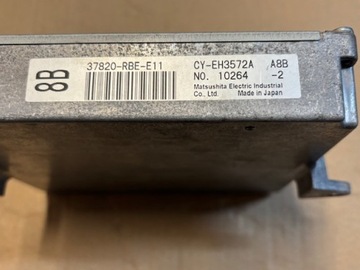 8B
37820-RBE-E11 CY-EH3572A A8B
NO. 10264 -2
Matsushita Electric Industrial
Co., Ltd. Made in Japan